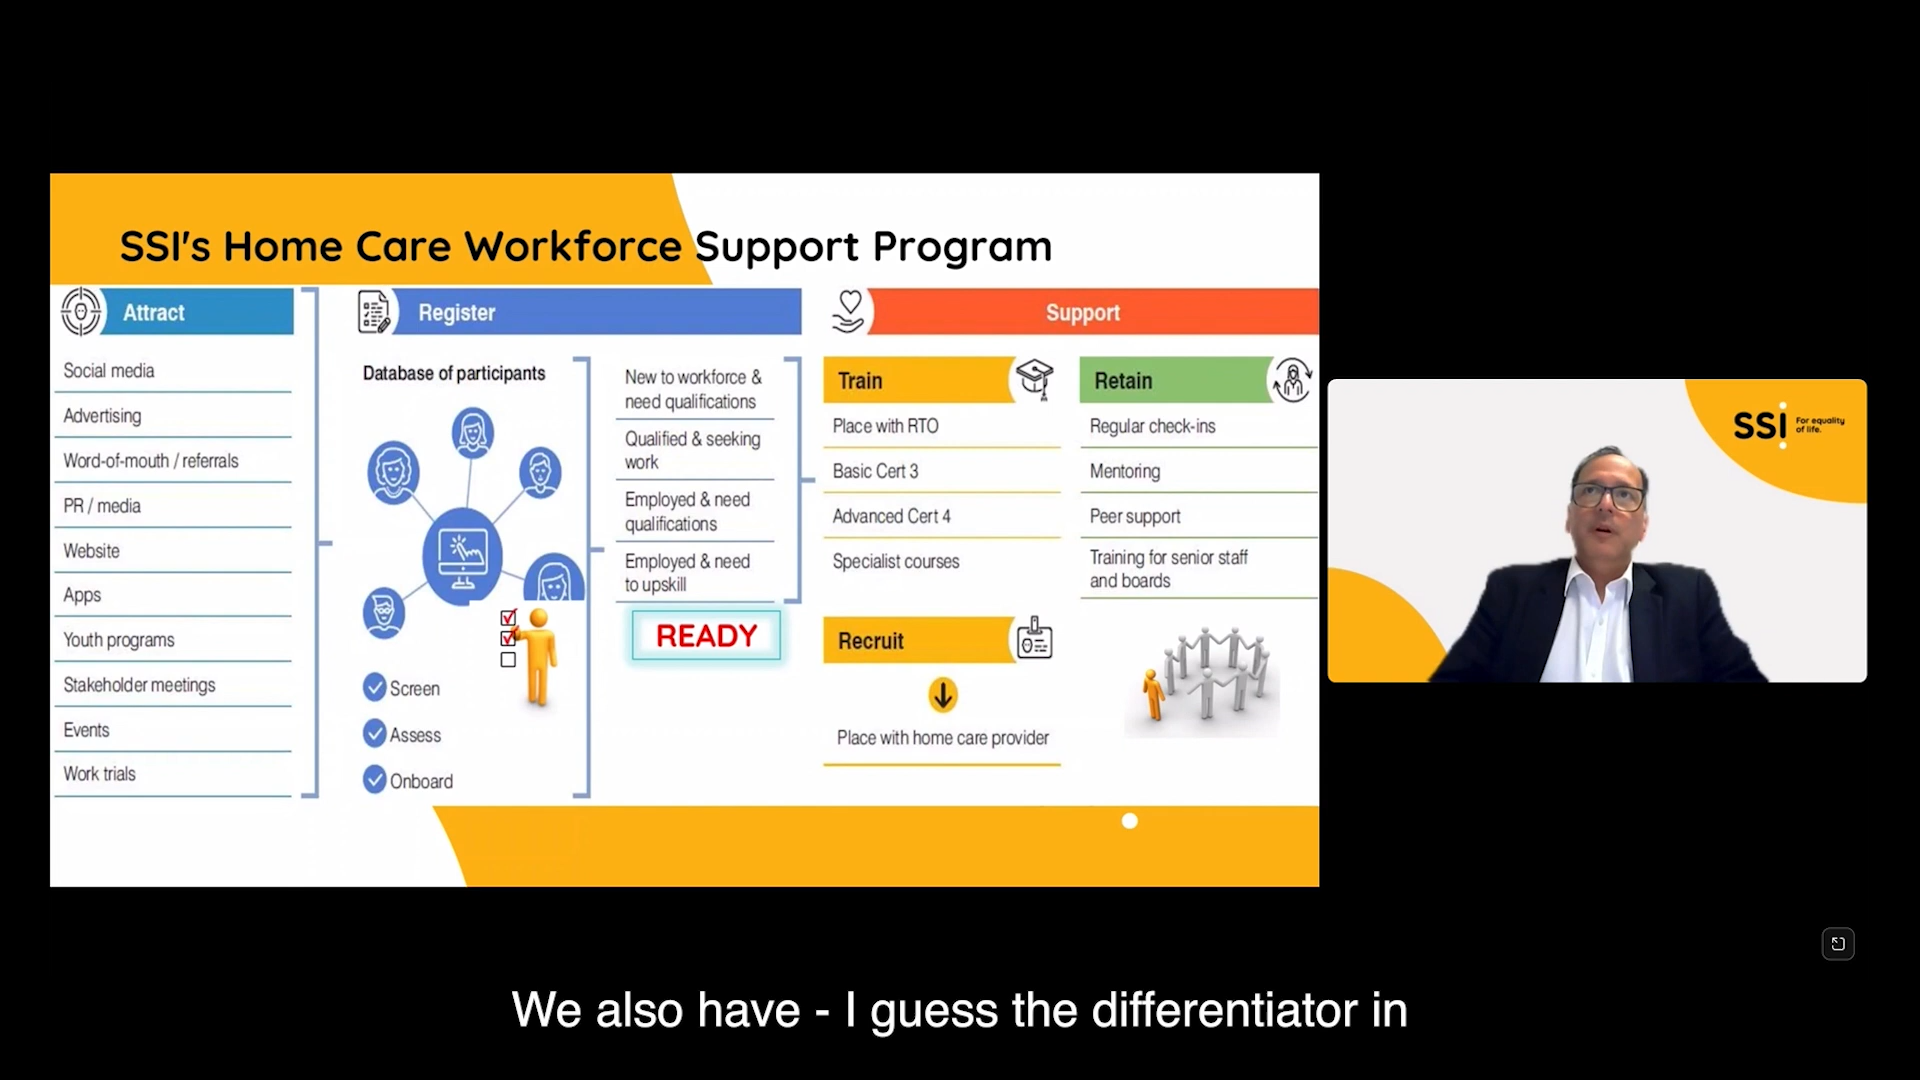 SSI's Home Care Workforce Support Program
Attract
Social media
Advertising
Word-of-mouth / referrals
PR / media
Website
Apps
Youth programs
Stakeholder meetings
Events
Work trials
Register
Database of participants
Screen
Assess
Onboard
New to workforce &
need qualifications
Qualified & seeking
work
Employed & need
qualifications
Employed & need
to upskill
READY
Support
Train
Place with RTO
Basic Cert 3
Advanced Cert 4
Specialist courses
Recruit
Place with home care provider
Retain
Regular check-ins
Mentoring
Peer support
Training for senior staff
and boards
SSI
For equality
of life.
We also have - I guess the differentiator in